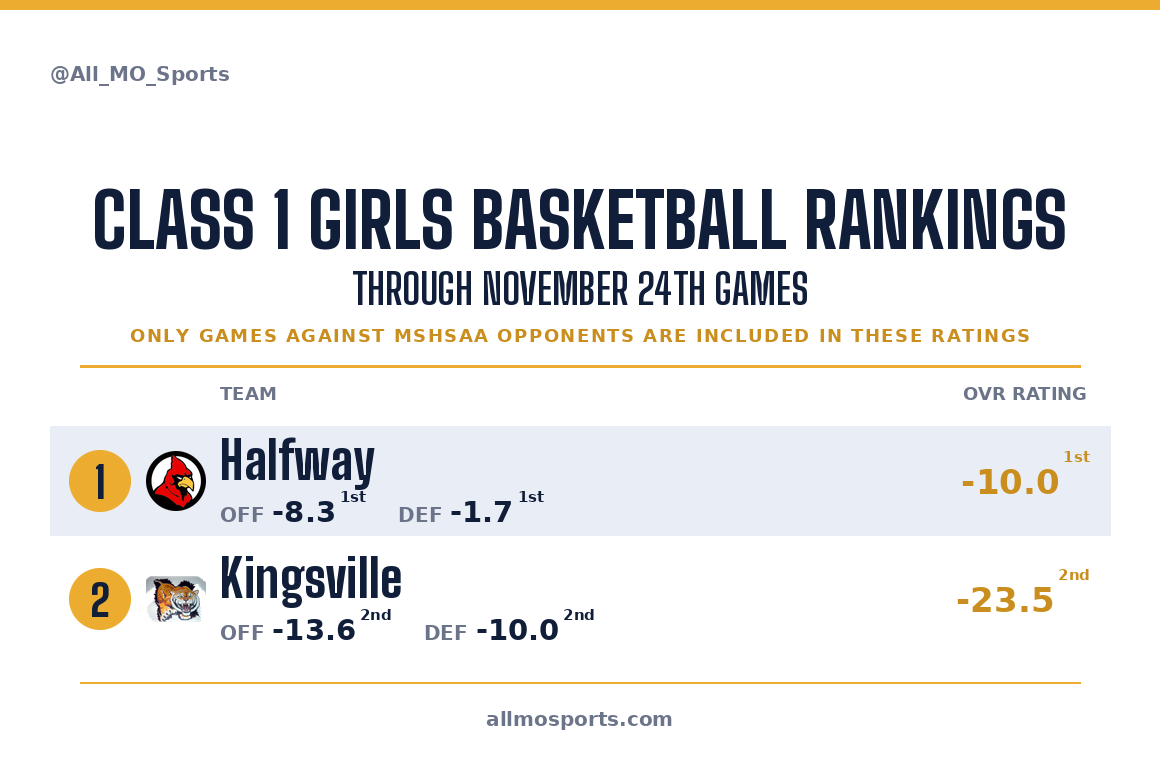 @All_MO_Sports
CLASS 1 GIRLS BASKETBALL RANKINGS
THROUGH NOVEMBER 24TH GAMES
ONLY GAMES AGAINST MSHSAA OPPONENTS ARE INCLUDED IN THESE RATINGS
TEAM OVR RATING
1 Halfway -10.0 1st
OFF -8.3 1st DEF -1.7 1st
2 Kingsville -23.5 2nd
OFF -13.6 2nd DEF -10.0 2nd
allmosports.com